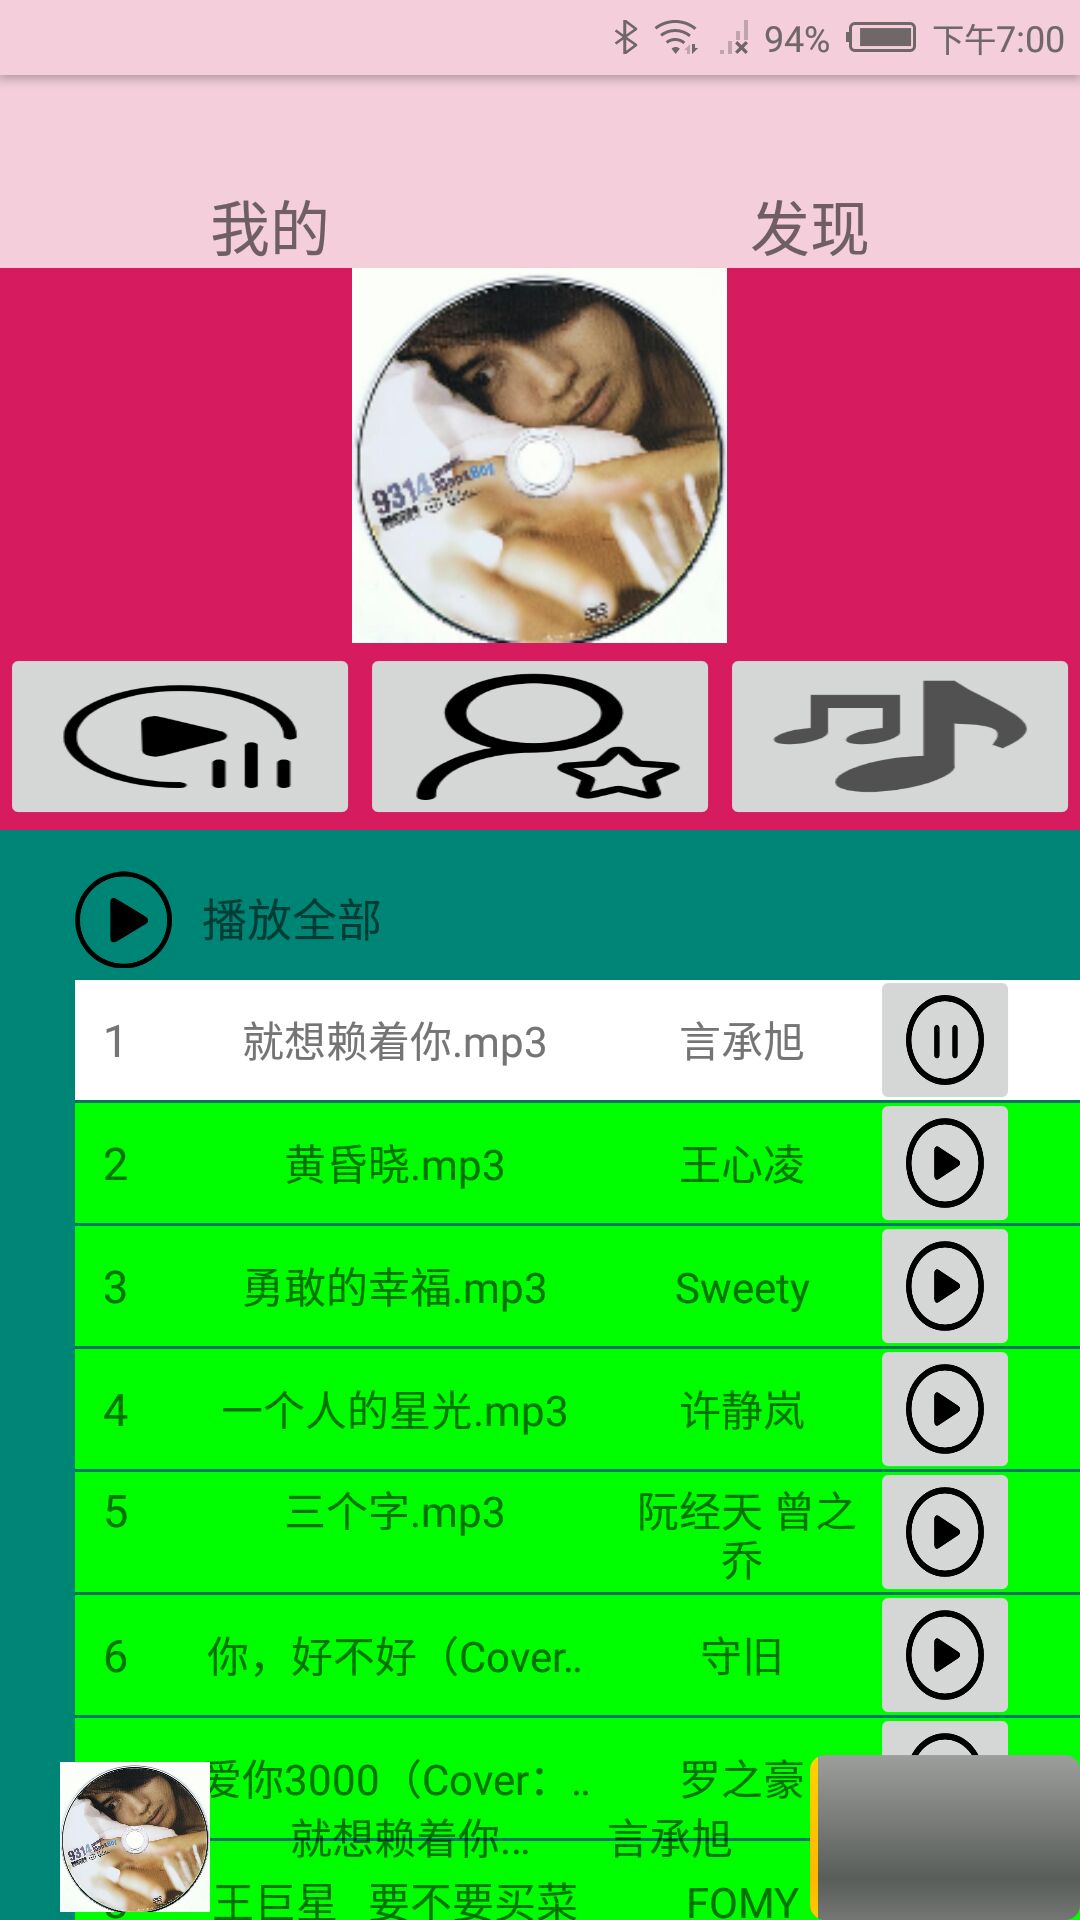 94% 下午7:00
我的 发现
9314
播放全部
1 就想赖着你.mp3 言承旭
2 黄昏晓.mp3 王心凌
3 勇敢的幸福.mp3 Sweety
4 一个人的星光.mp3 许静岚
5 三个字.mp3 阮经天 曾之
乔
6 你，好不好（Cover..
守旧
爱你3000（Cover：.. 罗之豪
就想赖着你... 言承旭
王巨星 要不要买菜 FOMY